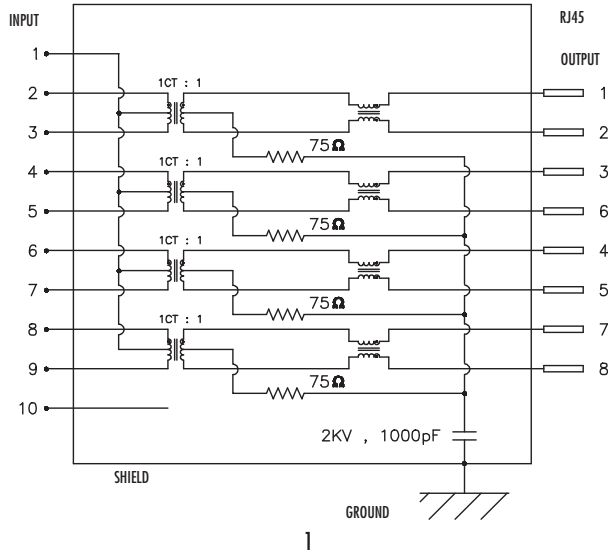 INPUT
RJ45
OUTPUT
1
1CT : 1
2
1
3
2
75Ω
1CT : 1
4
3
5
6
75Ω
1CT : 1
6
4
7
5
75Ω
1CT : 1
8
7
9
8
75Ω
10
2KV , 1000pF
SHIELD
GROUND
1